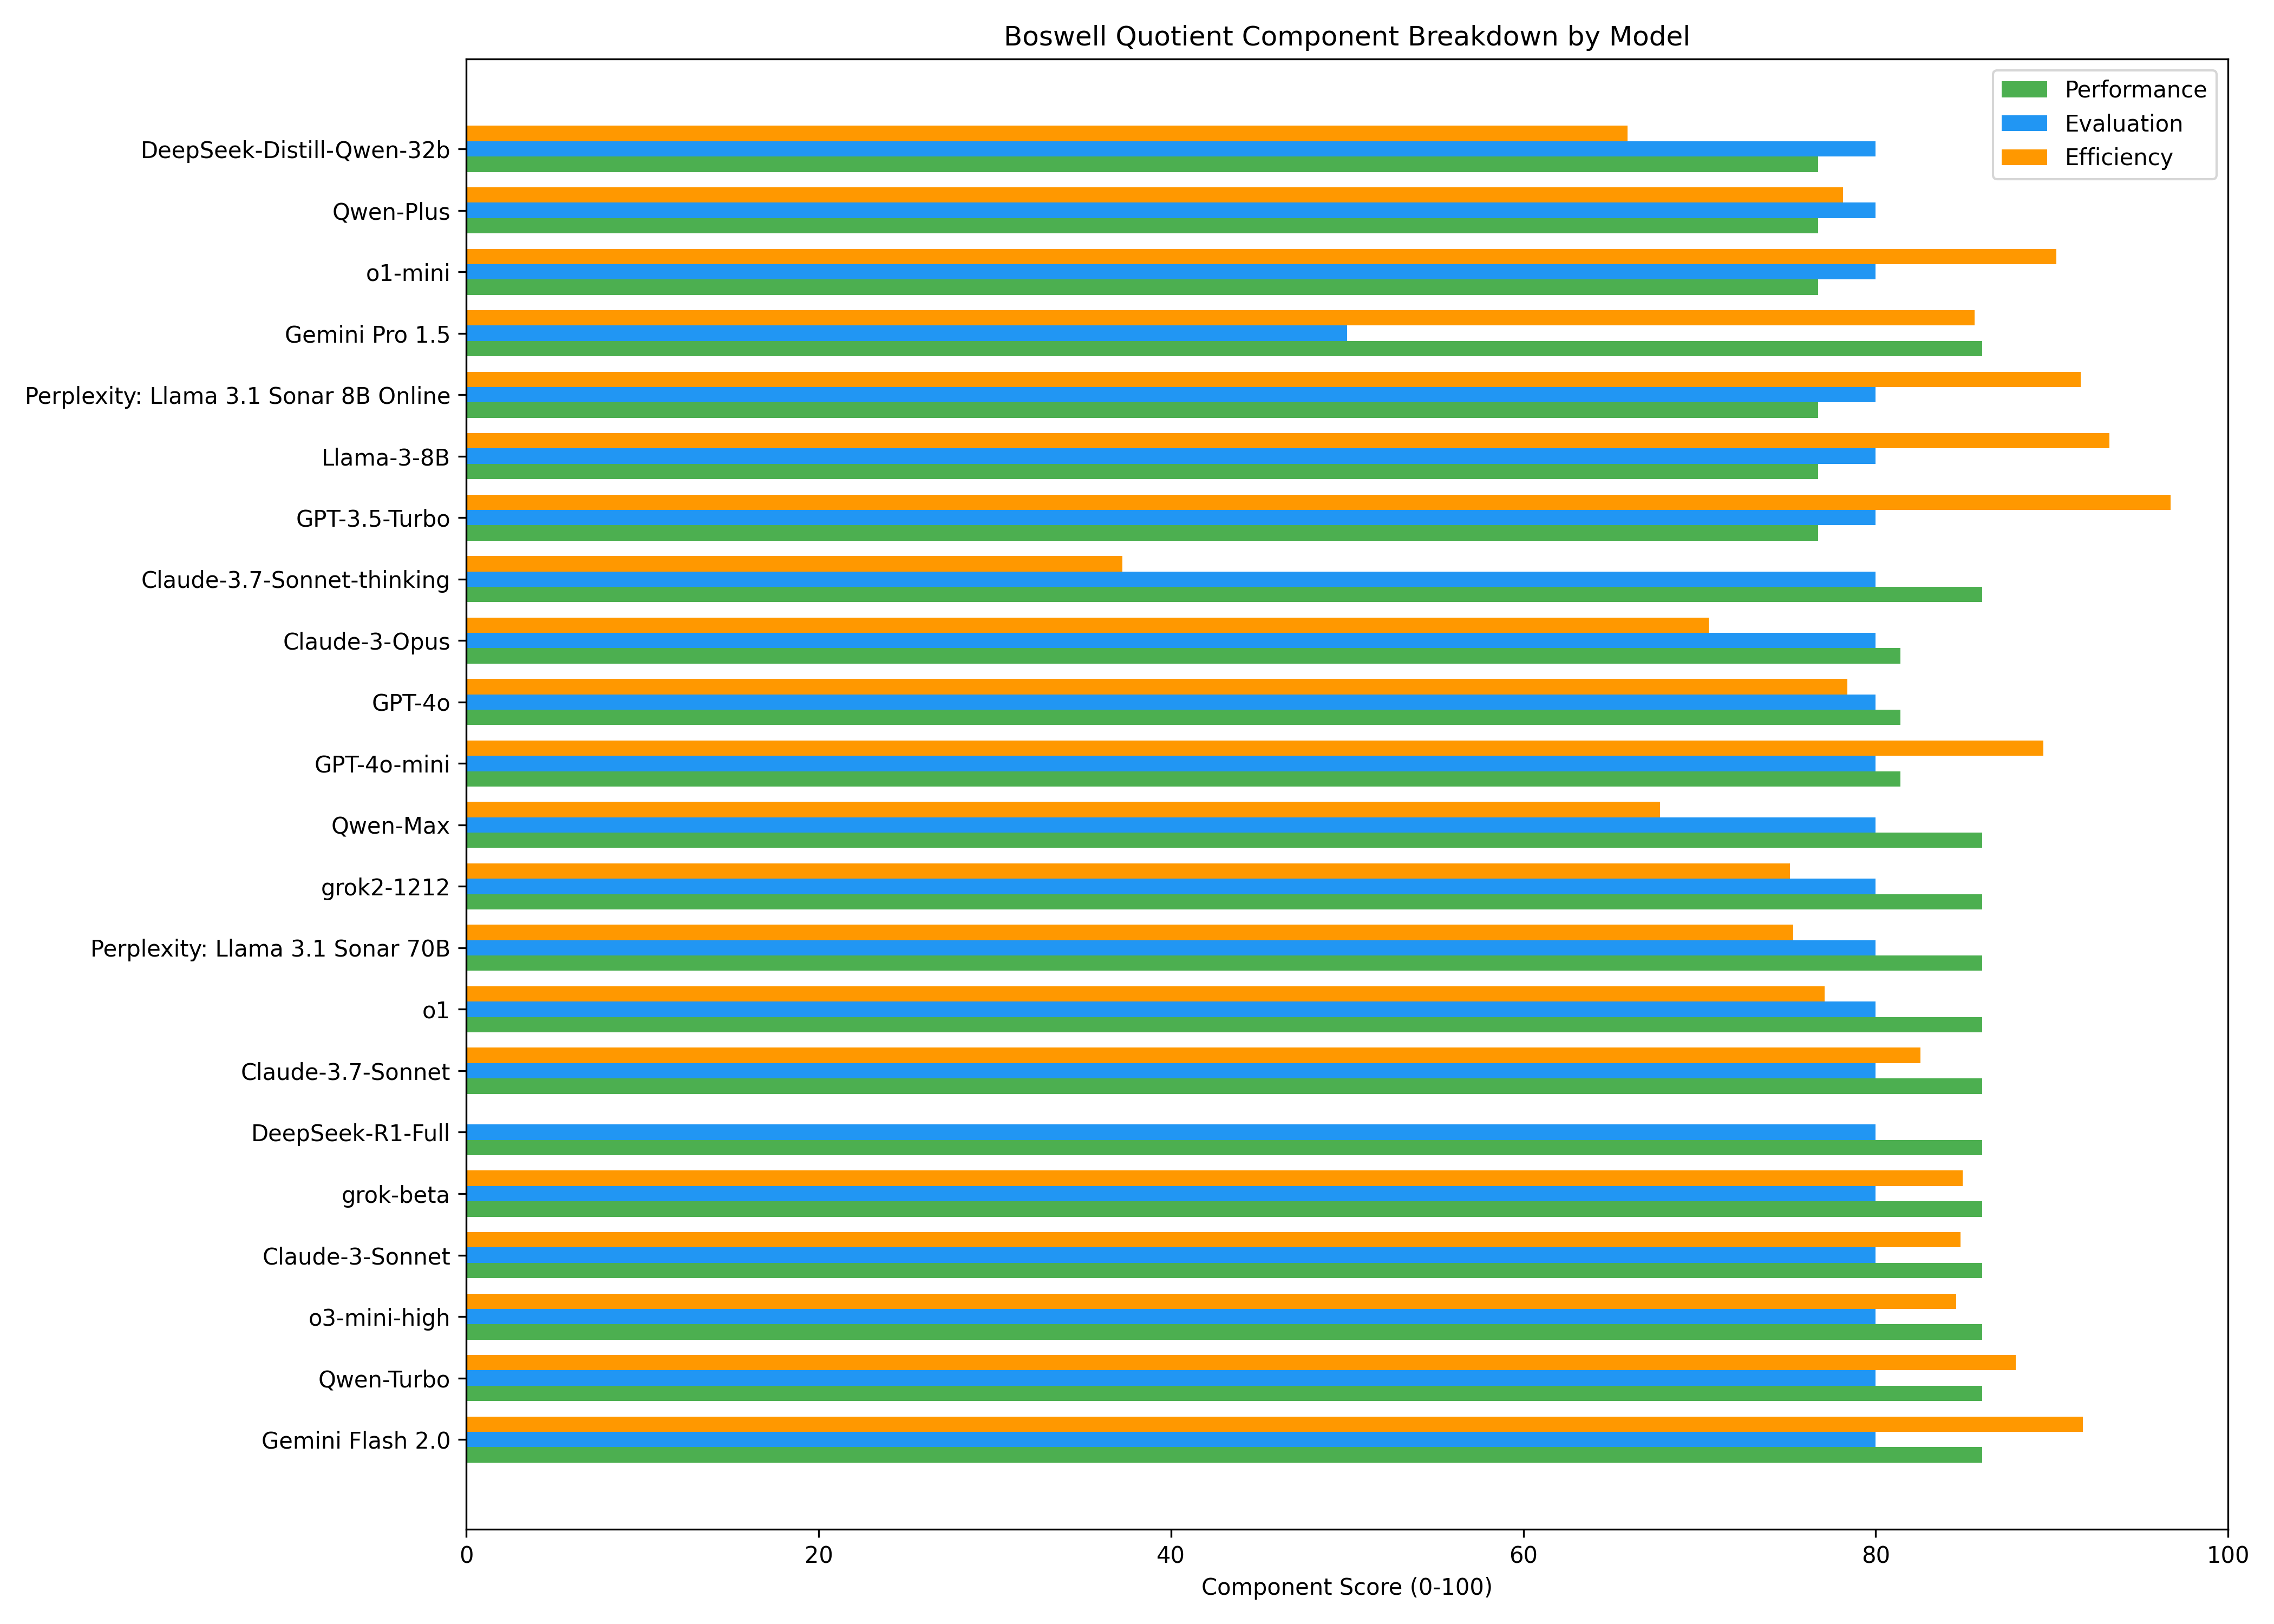 Boswell Quotient Component Breakdown by Model
Performance
Evaluation
Efficiency
DeepSeek-Distill-Qwen-32b
Qwen-Plus
o1-mini
Gemini Pro 1.5
Perplexity: Llama 3.1 Sonar 8B Online
Llama-3-8B
GPT-3.5-Turbo
Claude-3.7-Sonnet-thinking
Claude-3-Opus
GPT-4o
GPT-4o-mini
Qwen-Max
grok2-1212
Perplexity: Llama 3.1 Sonar 70B
o1
Claude-3.7-Sonnet
DeepSeek-R1-Full
grok-beta
Claude-3-Sonnet
o3-mini-high
Qwen-Turbo
Gemini Flash 2.0
0 20 40 60 80 100
Component Score (0-100)